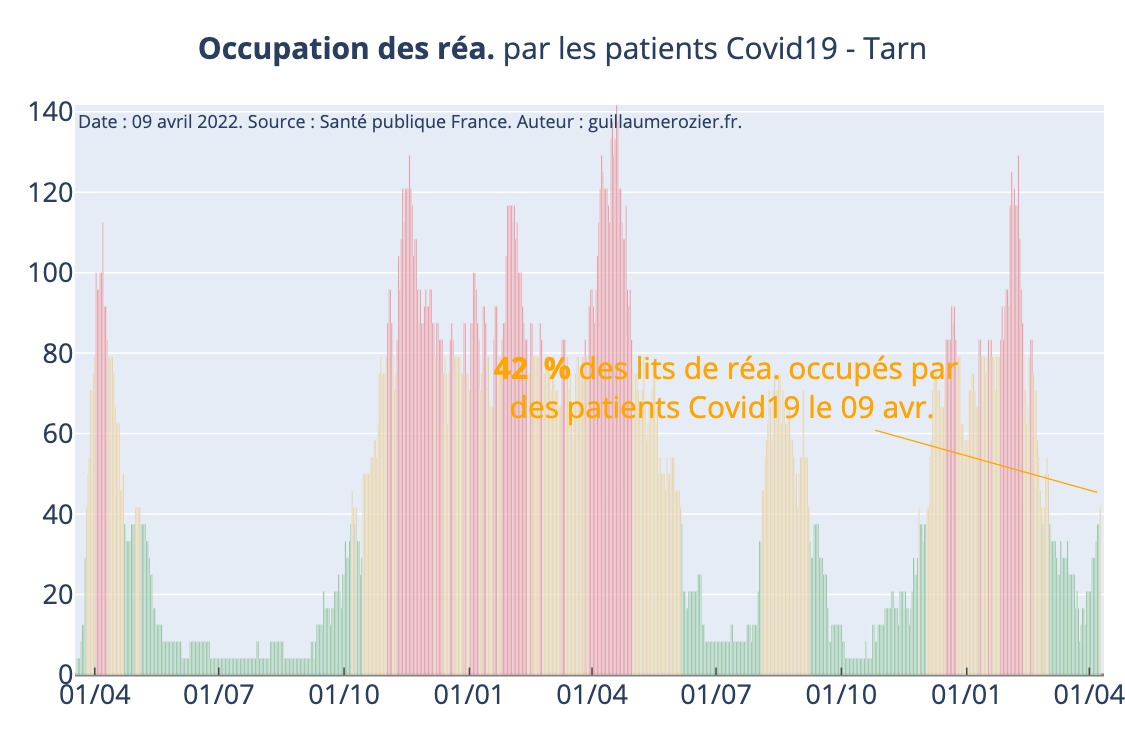 Occupation des réa. par les patients Covid19 - Tarn
140
Date : 09 avril 2022. Source : Santé publique France. Auteur : guillaumerozier.fr.
120
100
80
42 % des lits de réa. occupés par
des patients Covid19 le 09 avr.
60
40
20
0
01/04 01/07 01/10 01/01 01/04 01/07 01/10 01/01 01/04